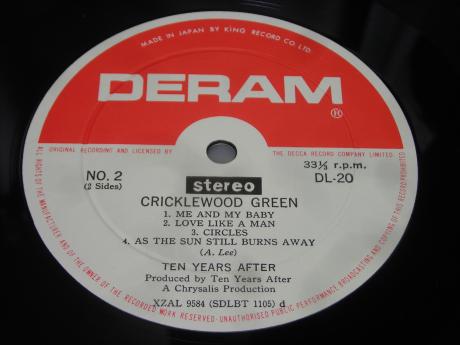 MADE IN JAPAN BY KING RECORD CO. LTD.
DERAM
®
ORIGINAL RECORDING AND LICENSED BY THE DECCA RECORD COMPANY LIMITED.
NO. 2
(2 Sides)
stereo
33⅓ r.p.m.
DL-20
CRICKLEWOOD GREEN
1. ME AND MY BABY
2. LOVE LIKE A MAN
3. CIRCLES
4. AS THE SUN STILL BURNS AWAY
(A. Lee)
TEN YEARS AFTER
Produced by Ten Years After
A Chrysalis Production
XZAL 9584 (SDLBT 1105) d
ALL RIGHTS OF THE MANUFACTURER AND OF THE OWNER OF THE RECORDED WORK RESERVED·UNAUTHORISED PUBLIC PERFORMANCE BROADCASTING AND COPYING OF THIS RECORD PROHIBITED